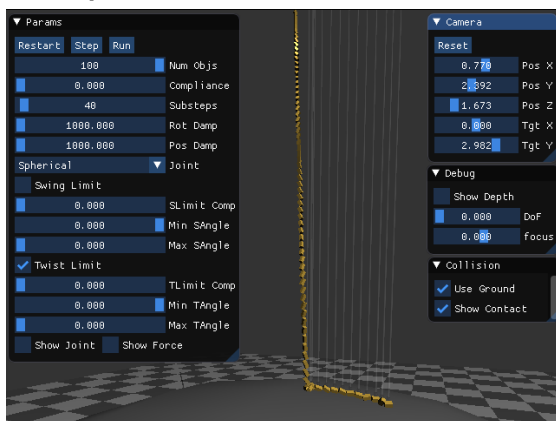 ▼ Params
Restart Step Run
100 Num Objs
0.000 Compliance
40 Substeps
1000.000 Rot Damp
1000.000 Pos Damp
Spherical ▼ Joint
Swing Limit
0.000 SLimit Comp
0.000 Min SAngle
0.000 Max SAngle
Twist Limit
0.000 TLimit Comp
0.000 Min TAngle
0.000 Max TAngle
Show Joint Show Force
▼ Camera
Reset
0.770 Pos X
2.392 Pos Y
1.673 Pos Z
0.000 Tgt X
2.982 Tgt Y
▼ Debug
Show Depth
0.000 DoF
0.000 focus
▼ Collision
Use Ground
Show Contact